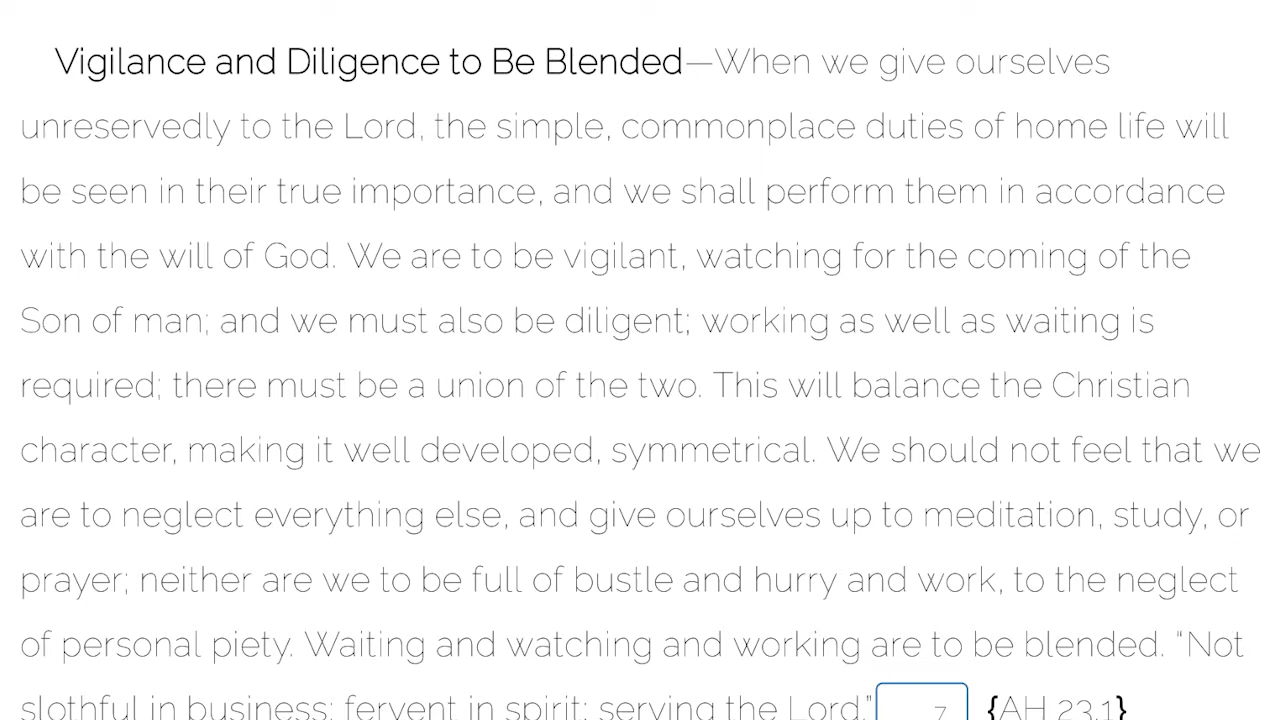 Vigilance and Diligence to Be Blended—When we give ourselves
unreservedly to the Lord, the simple, commonplace duties of home life will
be seen in their true importance, and we shall perform them in accordance
with the will of God. We are to be vigilant, watching for the coming of the
Son of man; and we must also be diligent; working as well as waiting is
required; there must be a union of the two. This will balance the Christian
character, making it well developed, symmetrical. We should not feel that we
are to neglect everything else, and give ourselves up to meditation, study, or
prayer; neither are we to be full of bustle and hurry and work, to the neglect
of personal piety. Waiting and watching and working are to be blended. “Not
slothful in business; fervent in spirit; serving the Lord.” 7 {AH 23.1}